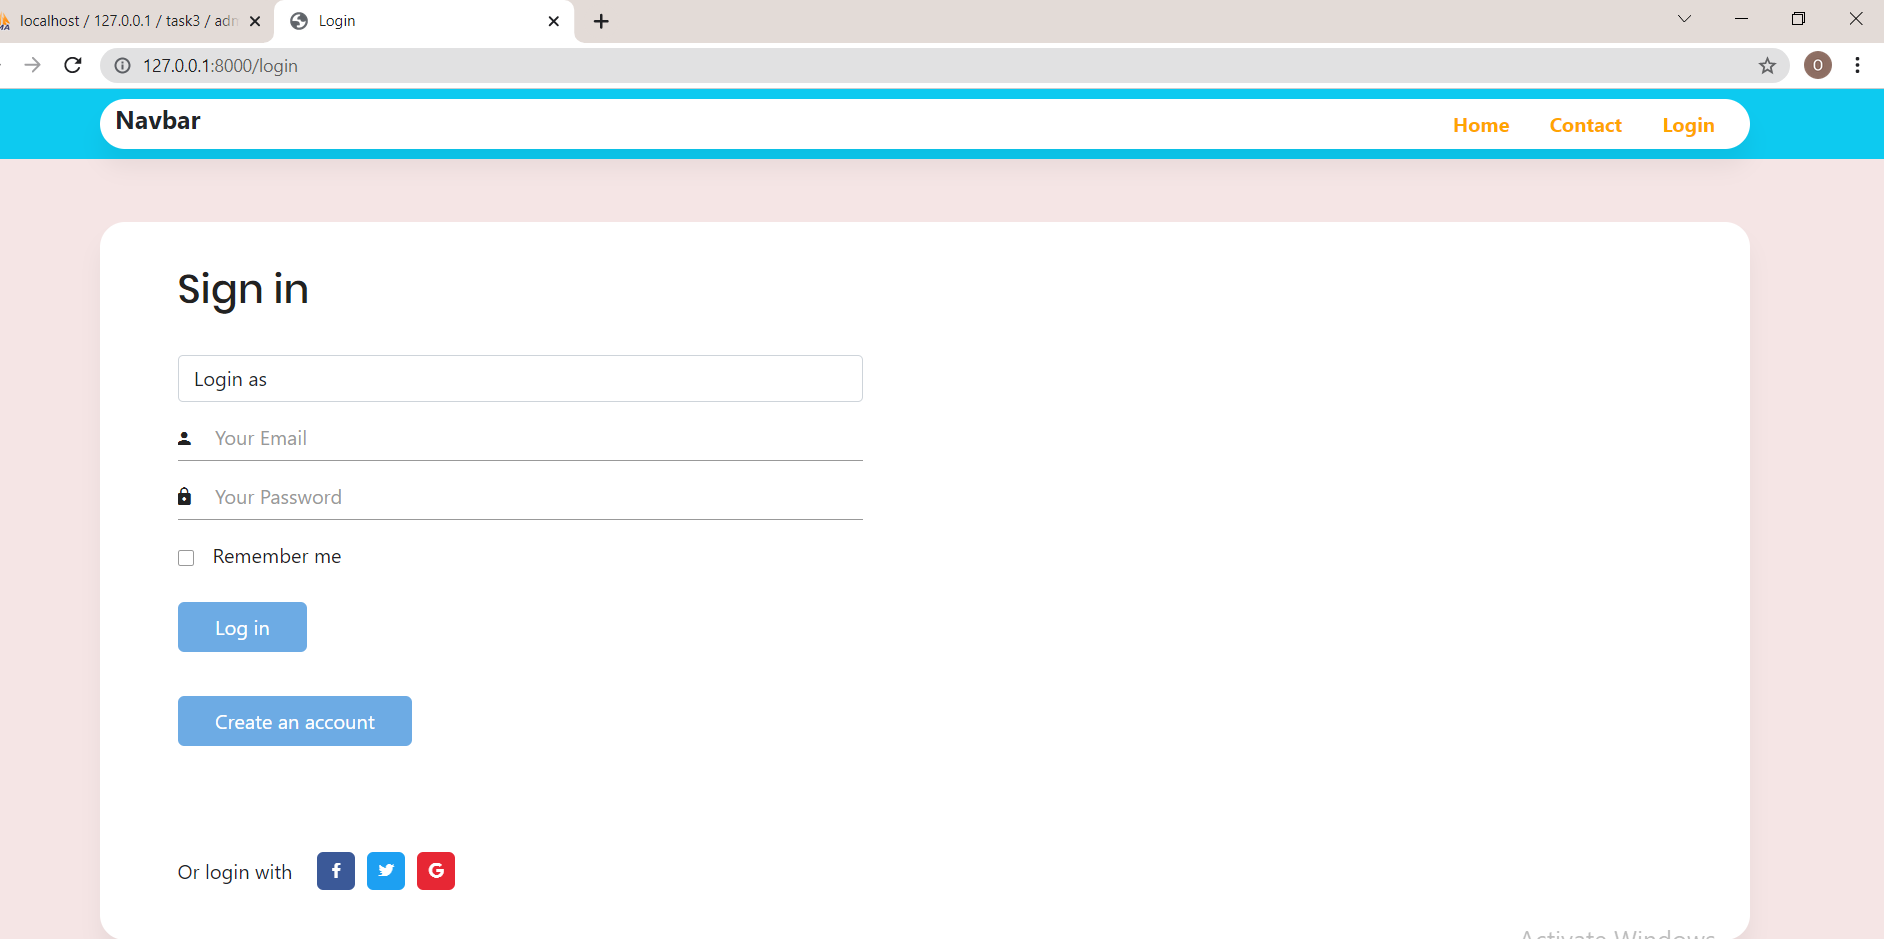 localhost / 127.0.0.1 / task3 / adn
Login
127.0.0.1:8000/login
O
Navbar
Home Contact Login
Sign in
Login as
Your Email
Your Password
Remember me
Log in
Create an account
Or login with f G
Activate Windows